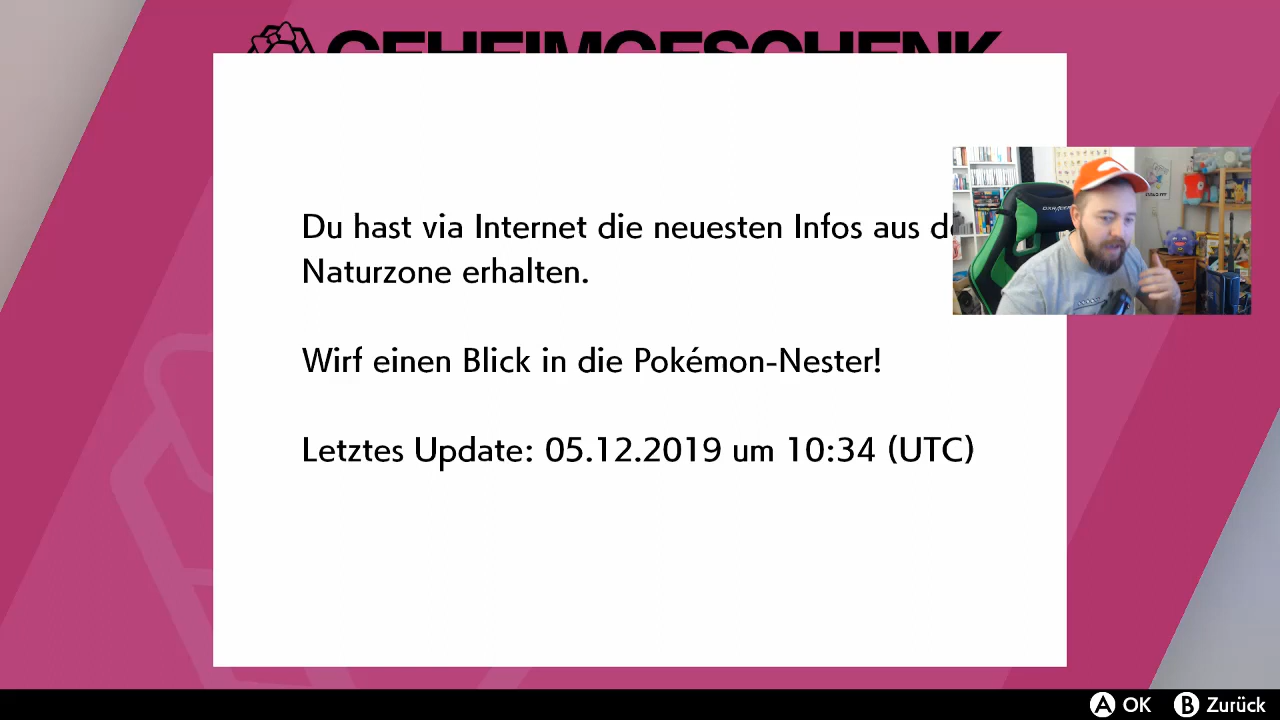 GEHEIMGESCHENK
Du hast via Internet die neuesten Infos aus
Naturzone erhalten.
Wirf einen Blick in die Pokémon-Nester!
Letztes Update: 05.12.2019 um 10:34 (UTC)
A OK B Zurück